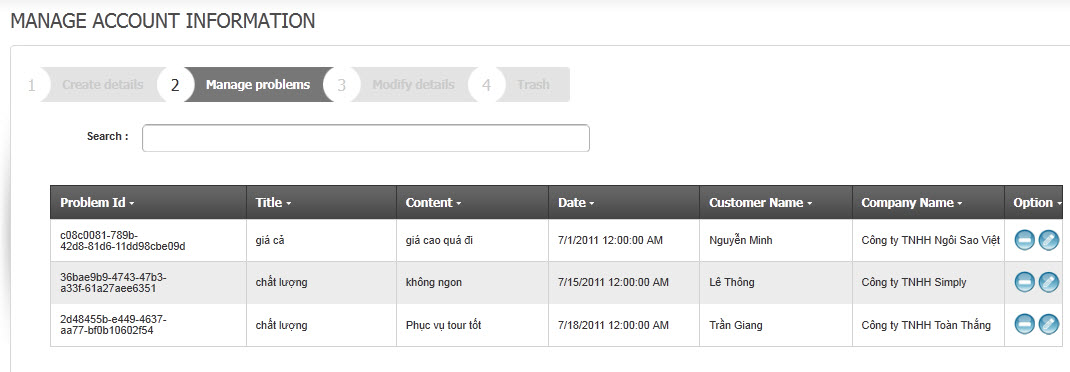 MANAGE ACCOUNT INFORMATION
1 Create details 2 Manage problems 3 Modify details 4 Trash
Search :
Problem Id Title Content Date Customer Name Company Name Option
c08c0081-789b-
42d8-81d6-11dd98cbe09d giá cả giá cao quá đi 7/1/2011 12:00:00 AM Nguyễn Minh Công ty TNHH Ngôi Sao Việt
36bae9b9-4743-47b3-
a33f-61a27aee6351 chất lượng không ngon 7/15/2011 12:00:00 AM Lê Thông Công ty TNHH Simply
2d48455b-e449-4637-
aa77-bf0b10602f54 chất lượng Phục vụ tour tốt 7/18/2011 12:00:00 AM Trần Giang Công ty TNHH Toàn Thắng